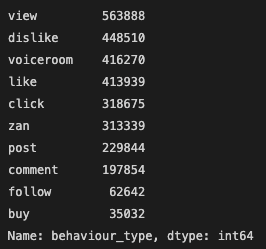 view 563888
dislike 448510
voiceroom 416270
like 413939
click 318675
zan 313339
post 229844
comment 197854
follow 62642
buy 35032
Name: behaviour_type, dtype: int64